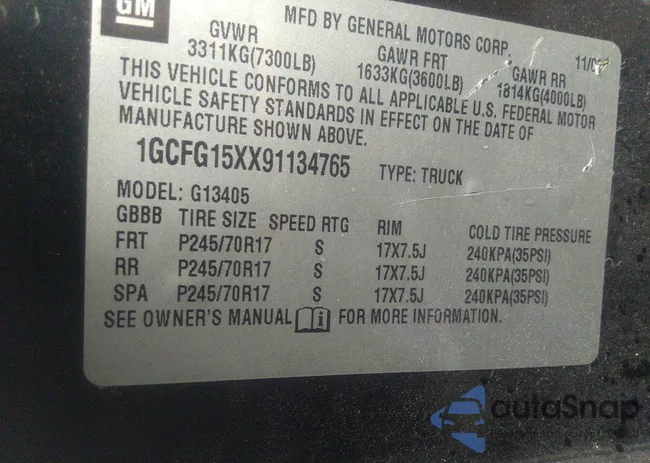 GM
MFD BY GENERAL MOTORS CORP.
GVWR GAWR FRT GAWR RR
3311KG(7300LB) 1633KG(3600LB) 1814KG(4000LB)
THIS VEHICLE CONFORMS TO ALL APPLICABLE U.S. FEDERAL MOTOR
VEHICLE SAFETY STANDARDS IN EFFECT ON THE DATE OF
MANUFACTURE SHOWN ABOVE.
1GCFG15XX91134765 TYPE: TRUCK
MODEL: G13405
GBBB TIRE SIZE SPEED RTG RIM COLD TIRE PRESSURE
FRT P245/70R17 S 17X7.5J 240KPA(35PSI)
RR P245/70R17 S 17X7.5J 240KPA(35PSI)
SPA P245/70R17 S 17X7.5J 240KPA(35PSI)
SEE OWNER'S MANUAL i FOR MORE INFORMATION.
autoSnap